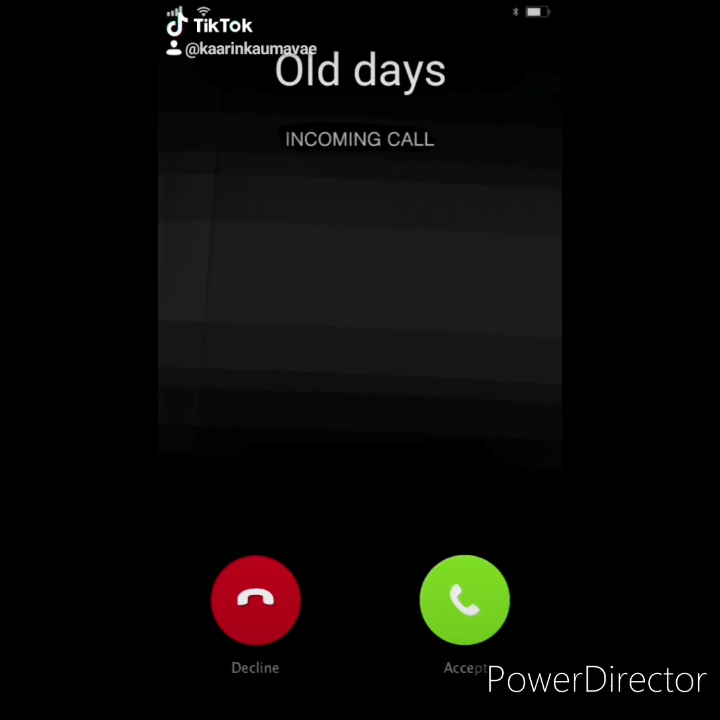 TikTok
@kaarinkaumavae
Old days
INCOMING CALL
Decline
Accept
PowerDirector